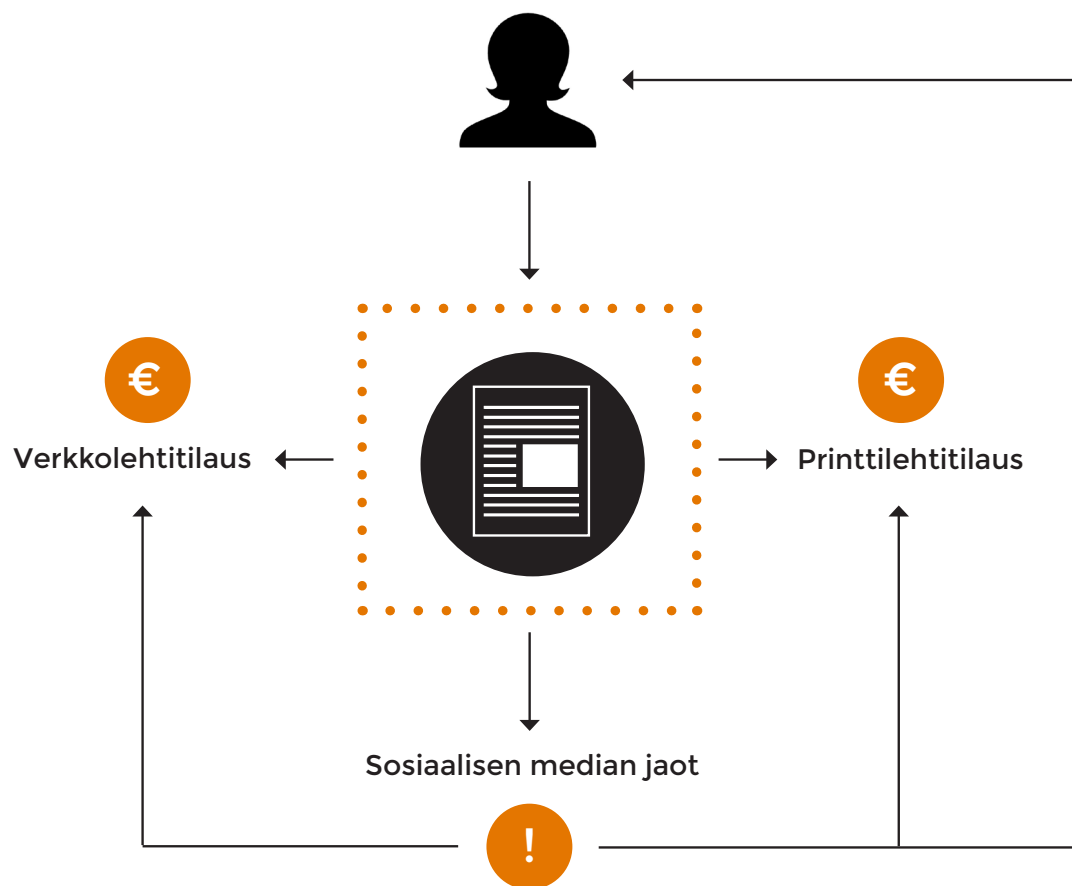 €
€
Verkkolehtitilaus
Printtilehtitilaus
Sosiaalisen median jaot
!